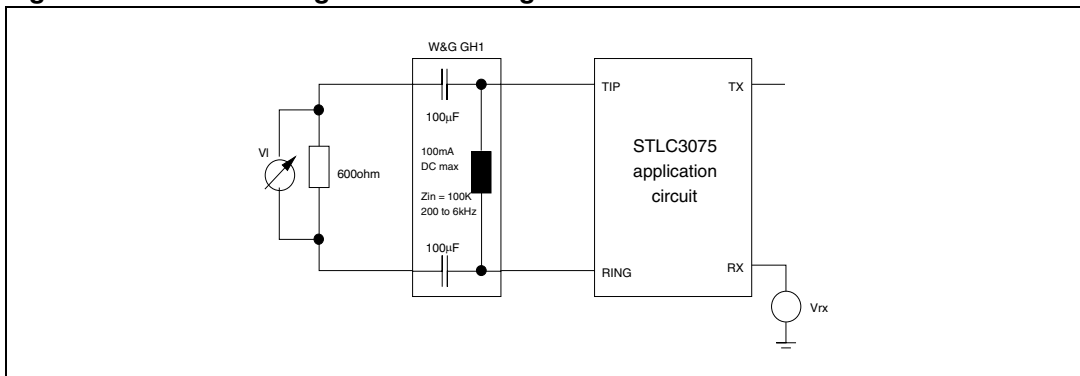 W&G GH1
100μF
TIP
TX
VI
600ohm
100mA
DC max
Zin = 100K
200 to 6kHz
STLC3075
application
circuit
100μF
RING
RX
Vrx